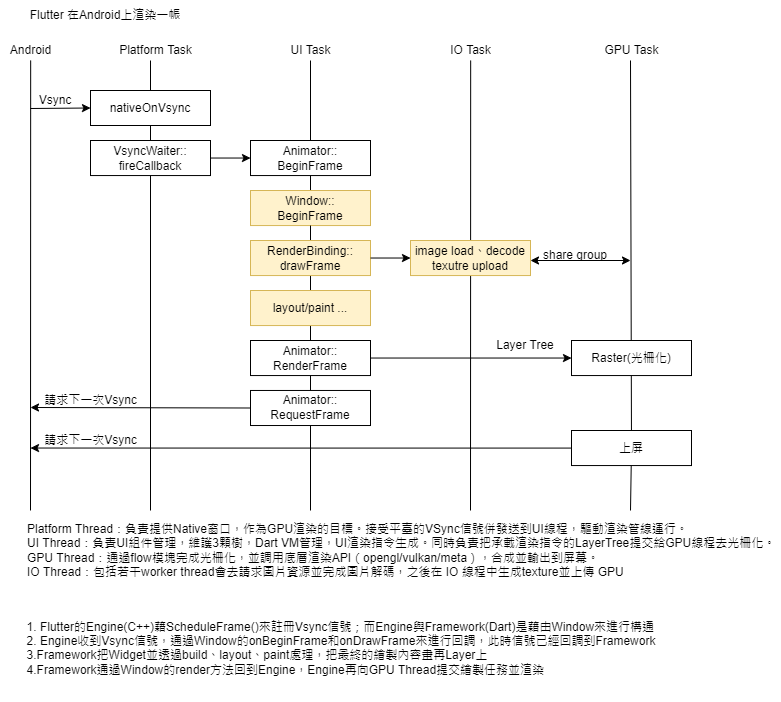 Flutter 在Android上渲染一帳
Android
Platform Task
UI Task
IO Task
GPU Task
Vsync
nativeOnVsync
VsyncWaiter::
fireCallback
Animator::
BeginFrame
Window::
BeginFrame
RenderBinding::
drawFrame
image load、decode
texutre upload
share group
layout/paint ...
Animator::
RenderFrame
Layer Tree
Raster(光柵化)
Animator::
RequestFrame
請求下一次Vsync
請求下一次Vsync
上屏
Platform Thread：負責提供Native窗口，作為GPU渲染的目標。接受平臺的VSync信號併發送到UI線程，驅動渲染管線運行。
UI Thread：負責UI組件管理，維護3顆樹，Dart VM管理，UI渲染指令生成。同時負責把承載渲染指令的LayerTree提交給GPU線程去光柵化。
GPU Thread：通過flow模塊完成光柵化，並調用底層渲染API（opengl/vulkan/meta），合成並輸出到屏幕。
IO Thread：包括若干worker thread會去請求圖片資源並完成圖片解碼，之後在 IO 線程中生成texture並上傳 GPU
1. Flutter的Engine(C++)藉ScheduleFrame()來註冊Vsync信號；而Engine與Framework(Dart)是藉由Window來進行構通
2. Engine收到Vsync信號，通過Window的onBeginFrame和onDrawFrame來進行回調，此時信號已經回調到Framework
3.Framework把Widget並透過build、layout、paint處理，把最終的繪製內容畫再Layer上
4.Framework通過Window的render方法回到Engine，Engine再向GPU Thread提交繪製任務並渲染